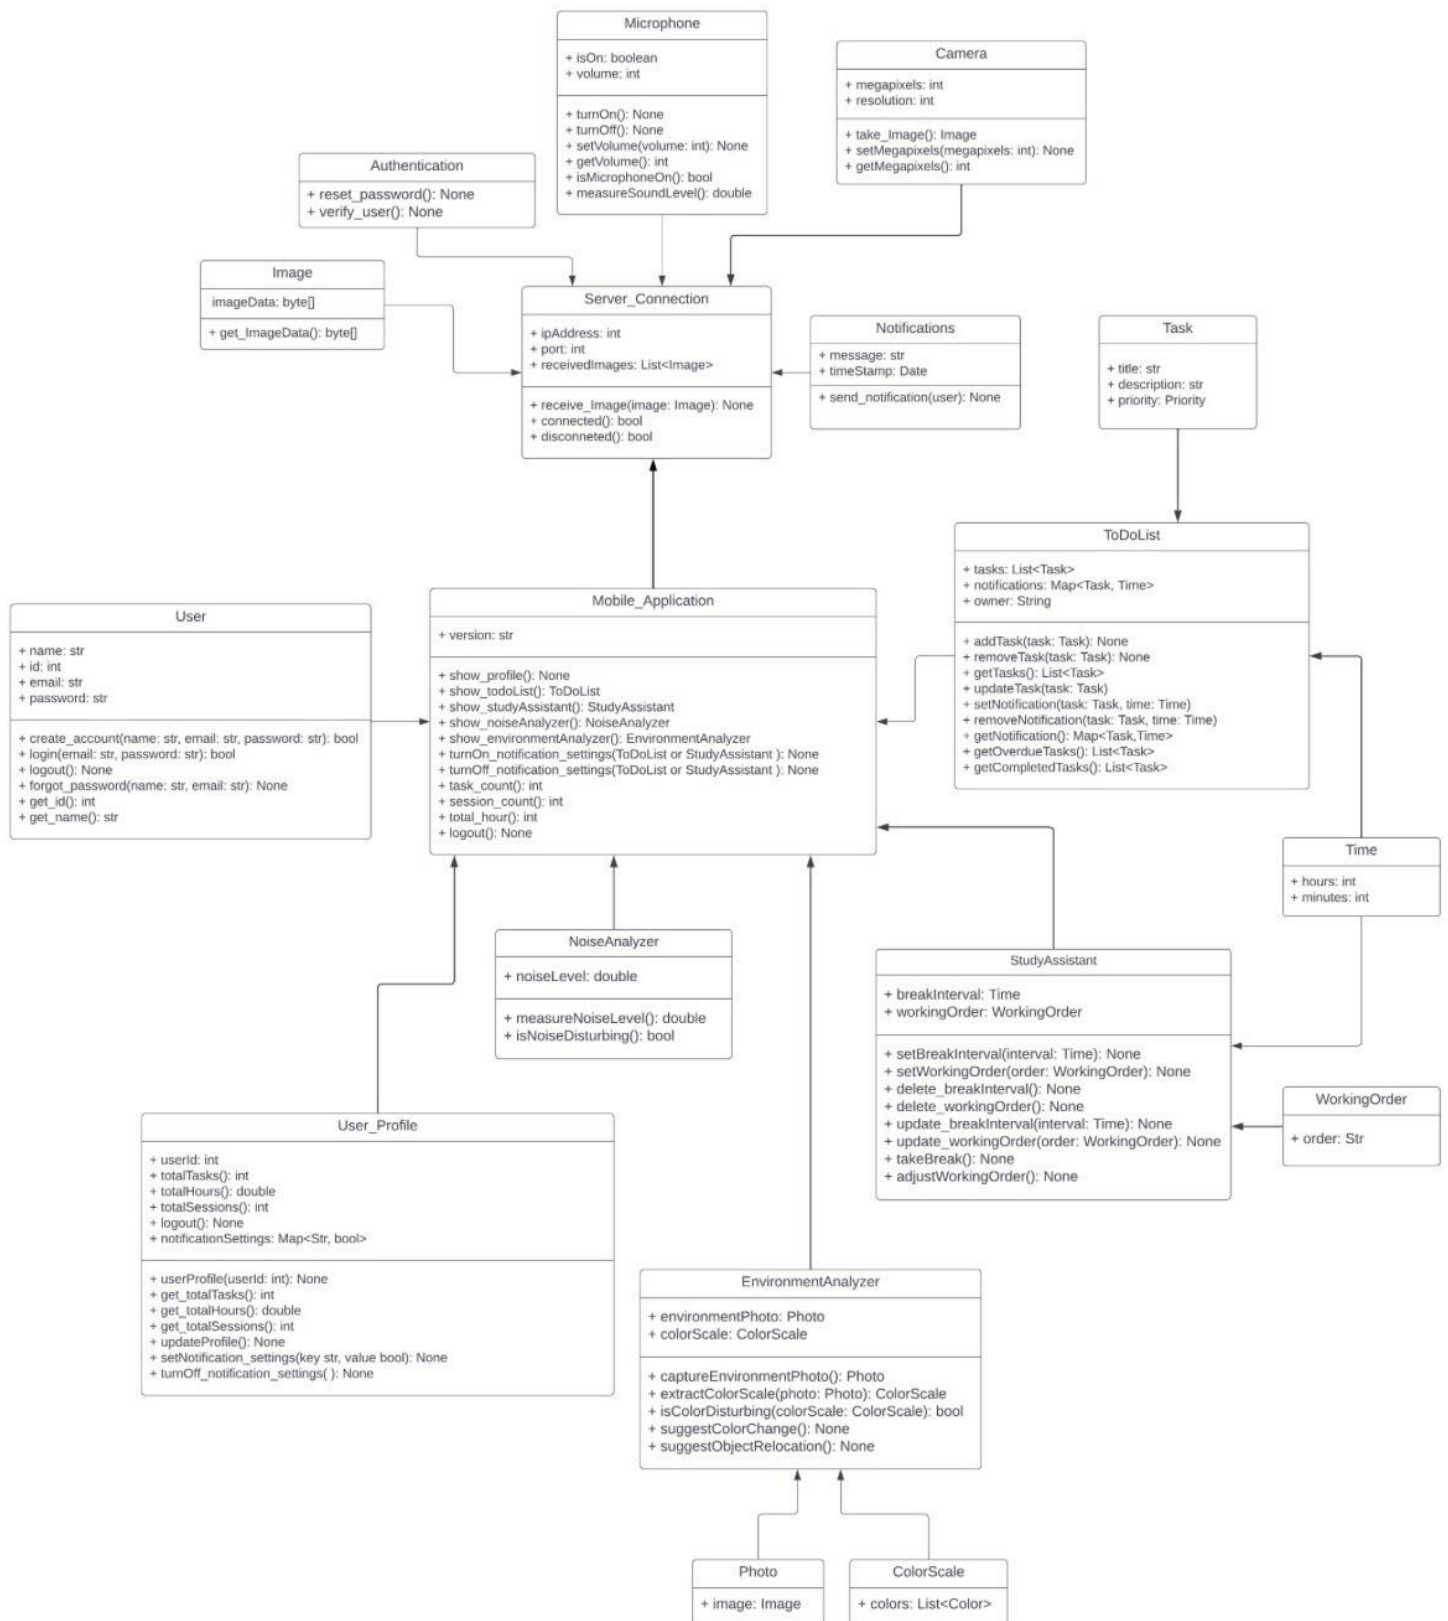 Microphone
+ isOn: boolean
+ volume: int
+ turnOn(): None
+ turnOff(): None
+ setVolume(volume: int): None
+ getVolume(): int
+ isMicrophoneOn(): bool
+ measureSoundLevel(): double
Camera
+ megapixels: int
+ resolution: int
+ take_Image(): Image
+ setMegapixels(megapixels: int): None
+ getMegapixels(): int
Authentication
+ reset_password(): None
+ verify_user(): None
Image
imageData: byte[]
+ get_ImageData(): byte[]
Server_Connection
+ ipAddress: int
+ port: int
+ receivedImages: List<Image>
+ receive_Image(image: Image): None
+ connected(): bool
+ disconneted(): bool
Notifications
+ message: str
+ timeStamp: Date
+ send_notification(user): None
Task
+ title: str
+ description: str
+ priority: Priority
ToDoList
+ tasks: List<Task>
+ notifications: Map<Task, Time>
+ owner: String
+ addTask(task: Task): None
+ removeTask(task: Task): None
+ getTasks(): List<Task>
+ updateTask(task: Task)
+ setNotification(task: Task, time: Time)
+ removeNotification(task: Task, time: Time)
+ getNotification(): Map<Task,Time>
+ getOverdueTasks(): List<Task>
+ getCompletedTasks(): List<Task>
User
+ name: str
+ id: int
+ email: str
+ password: str
+ create_account(name: str, email: str, password: str): bool
+ login(email: str, password: str): bool
+ logout(): None
+ forgot_password(name: str, email: str): None
+ get_id(): int
+ get_name(): str
Mobile_Application
+ version: str
+ show_profile(): None
+ show_todoList(): ToDoList
+ show_studyAssistant(): StudyAssistant
+ show_noiseAnalyzer(): NoiseAnalyzer
+ show_environmentAnalyzer(): EnvironmentAnalyzer
+ turnOn_notification_settings(ToDoList or StudyAssistant ): None
+ turnOff_notification_settings(ToDoList or StudyAssistant ): None
+ task_count(): int
+ session_count(): int
+ total_hour(): int
+ logout(): None
Time
+ hours: int
+ minutes: int
NoiseAnalyzer
+ noiseLevel: double
+ measureNoiseLevel(): double
+ isNoiseDisturbing(): bool
StudyAssistant
+ breakInterval: Time
+ workingOrder: WorkingOrder
+ setBreakInterval(interval: Time): None
+ setWorkingOrder(order: WorkingOrder): None
+ delete_breakInterval(): None
+ delete_workingOrder(): None
+ update_breakInterval(interval: Time): None
+ update_workingOrder(order: WorkingOrder): None
+ takeBreak(): None
+ adjustWorkingOrder(): None
WorkingOrder
+ order: Str
User_Profile
+ userId: int
+ totalTasks(): int
+ totalHours(): double
+ totalSessions(): int
+ logout(): None
+ notificationSettings: Map<Str, bool>
+ userProfile(userId: int): None
+ get_totalTasks(): int
+ get_totalHours(): double
+ get_totalSessions(): int
+ updateProfile(): None
+ setNotification_settings(key str, value bool): None
+ turnOff_notification_settings( ): None
EnvironmentAnalyzer
+ environmentPhoto: Photo
+ colorScale: ColorScale
+ captureEnvironmentPhoto(): Photo
+ extractColorScale(photo: Photo): ColorScale
+ isColorDisturbing(colorScale: ColorScale): bool
+ suggestColorChange(): None
+ suggestObjectRelocation(): None
Photo
+ image: Image
ColorScale
+ colors: List<Color>